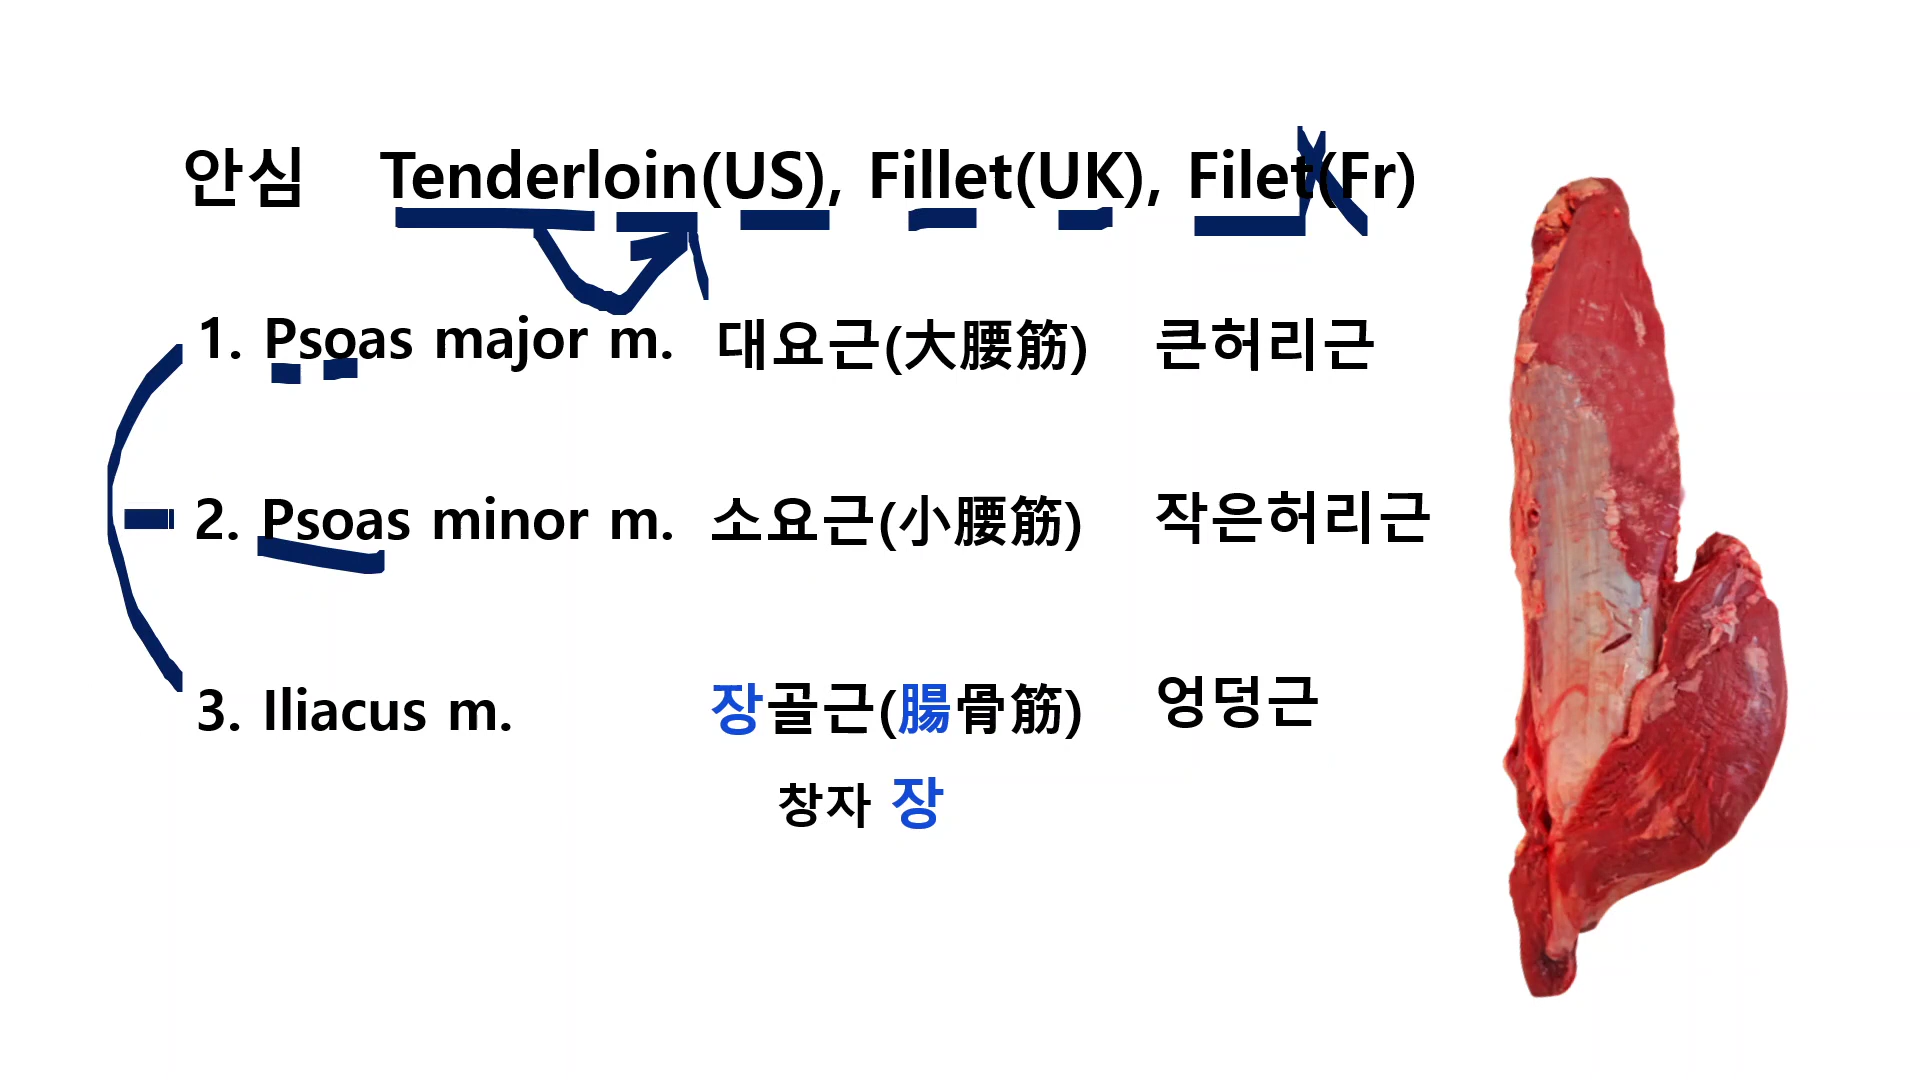 안심 Tenderloin(US), Fillet(UK), Filet(Fr)
1. Psoas major m. 대요근(大腰筋) 큰허리근
2. Psoas minor m. 소요근(小腰筋) 작은허리근
3. Iliacus m. 장골근(腸骨筋) 엉덩근
창자 장